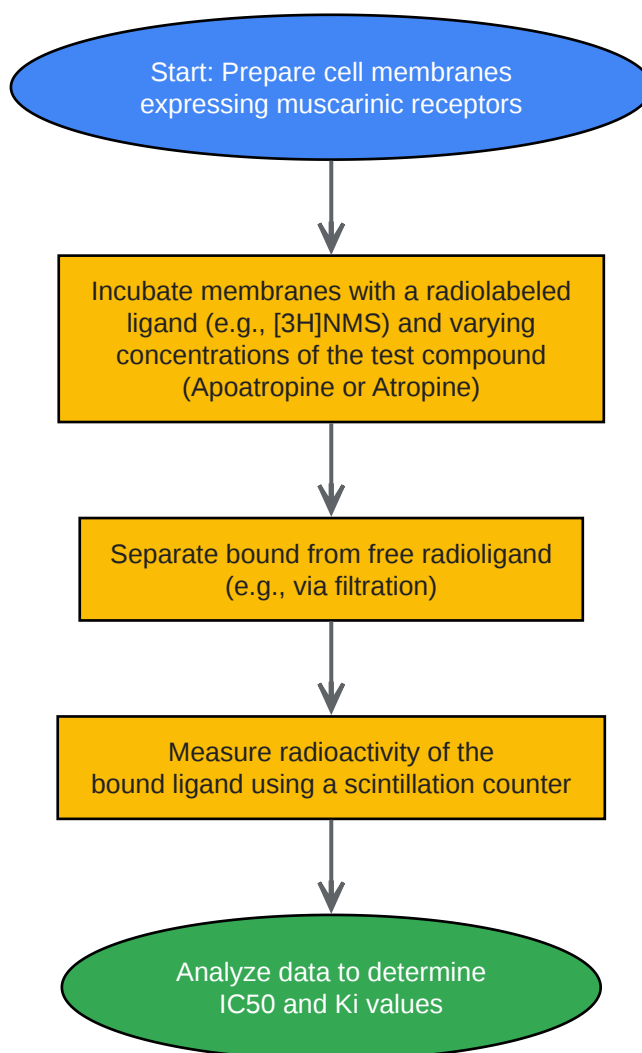 Start: Prepare cell membranes
expressing muscarinic receptors
Incubate membranes with a radiolabeled
ligand (e.g., [3H]NMS) and varying
concentrations of the test compound
(Apoatropine or Atropine)
Separate bound from free radioligand
(e.g., via filtration)
Measure radioactivity of the
bound ligand using a scintillation counter
Analyze data to determine
IC50 and Ki values